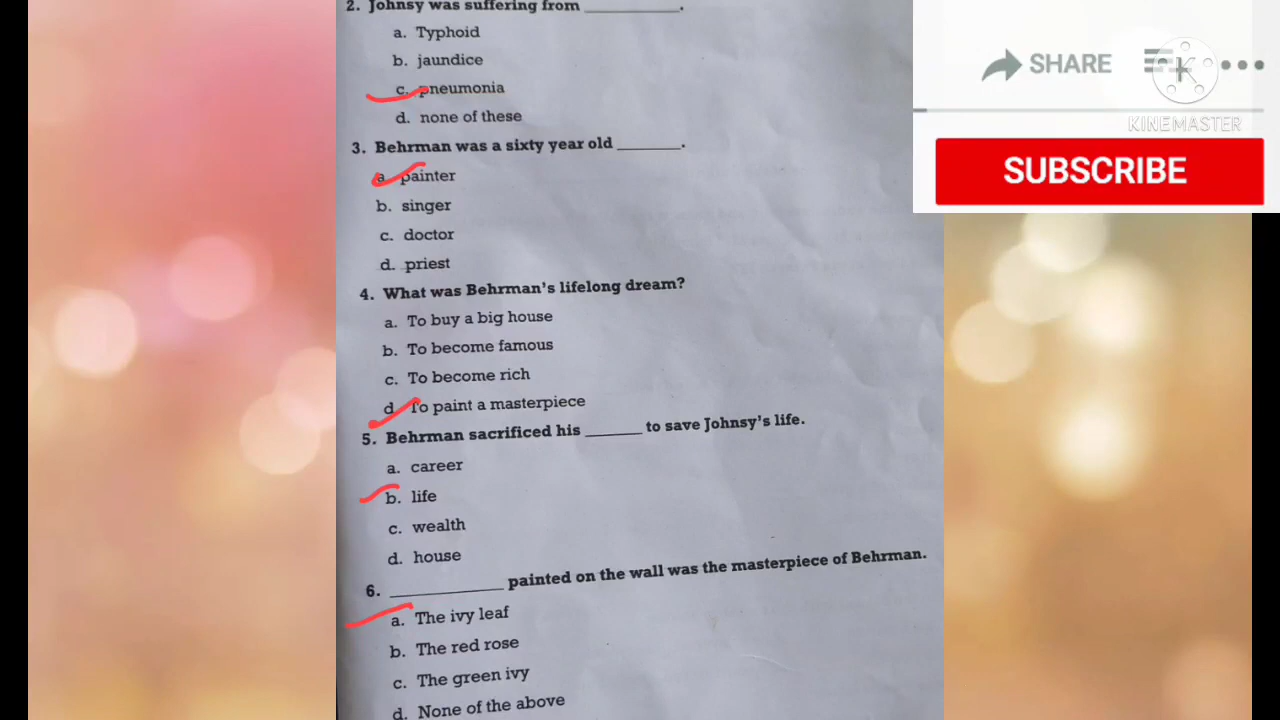 2. Johnsy was suffering from ___________.
a. Typhoid
b. jaundice
c. pneumonia
d. none of these
3. Behrman was a sixty year old ________.
a. painter
b. singer
c. doctor
d. priest
4. What was Behrman's lifelong dream?
a. To buy a big house
b. To become famous
c. To become rich
d. To paint a masterpiece
5. Behrman sacrificed his _______ to save Johnsy's life.
a. career
b. life
c. wealth
d. house
6. _____________ painted on the wall was the masterpiece of Behrman.
a. The ivy leaf
b. The red rose
c. The green ivy
d. None of the above
SHARE
K
KINEMASTER
SUBSCRIBE